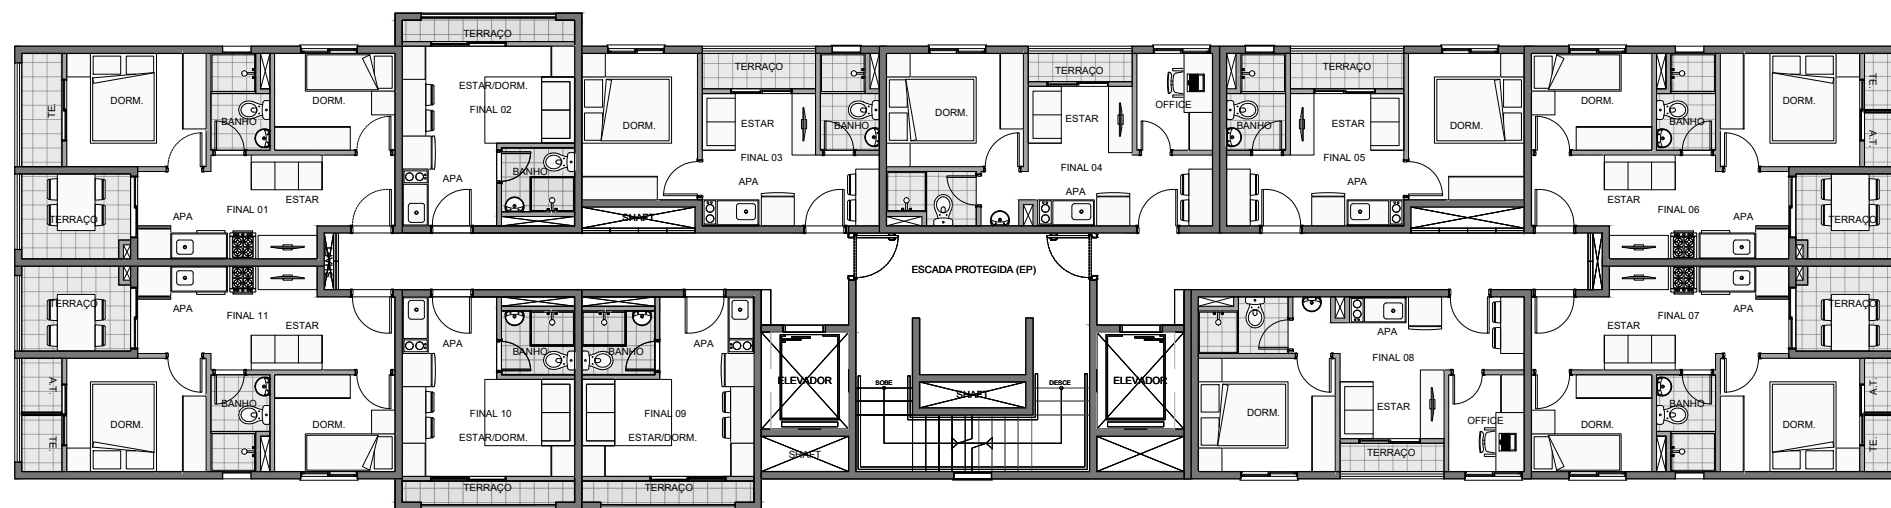 TERRAÇO
ESTAR/DORM.
FINAL 02
BANHO
APA
TE.
DORM.
BANHO
DORM.
ESTAR
FINAL 01
APA
TERRAÇO
TERRAÇO
DORM.
ESTAR
BANHO
FINAL 03
APA
SHAFT
TERRAÇO
OFFICE
DORM.
ESTAR
FINAL 04
APA
TERRAÇO
BANHO
ESTAR
DORM.
FINAL 05
APA
DORM.
BANHO
DORM.
TE.
A.T.
ESTAR
FINAL 06
APA
TERRAÇO
SHAFT
ESCADA PROTEGIDA (EP)
TERRAÇO
APA
FINAL 11
ESTAR
A.T.
TE.
DORM.
BANHO
DORM.
APA
BANHO
FINAL 10
ESTAR/DORM.
TERRAÇO
BANHO
APA
FINAL 09
ESTAR/DORM.
TERRAÇO
ELEVADOR
SHAFT
SOBE
SHAFT
DESCE
ELEVADOR
APA
FINAL 08
DORM.
ESTAR
OFFICE
TERRAÇO
APA
FINAL 07
ESTAR
TERRAÇO
DORM.
BANHO
DORM.
A.T.
TE.